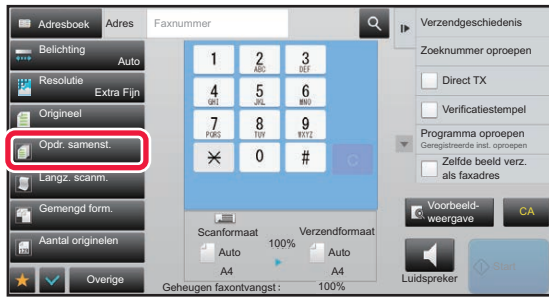 Adresboek
Adres
Faxnummer
Verzendgeschiedenis
Belichting
Auto
Zoeknummer oproepen
Resolutie
Extra Fijn
Direct TX
Origineel
Verificatiestempel
Opdr. samenst.
Programma oproepen
Geregistreerde inst. oproepen
Langz. scanm.
Zelfde beeld verz.
als faxadres
Gemengd form.
Aantal originelen
Overige
1
2
ABC
3
DEF
4
GHI
5
JKL
6
MNO
7
PQRS
8
TUV
9
WXYZ
0
#
C
Scanformaat
Verzendformaat
100%
Auto
Auto
A4
A4
Geheugen faxontvangst:
100%
Voorbeeld-
weergave
CA
Luidspreker
Start